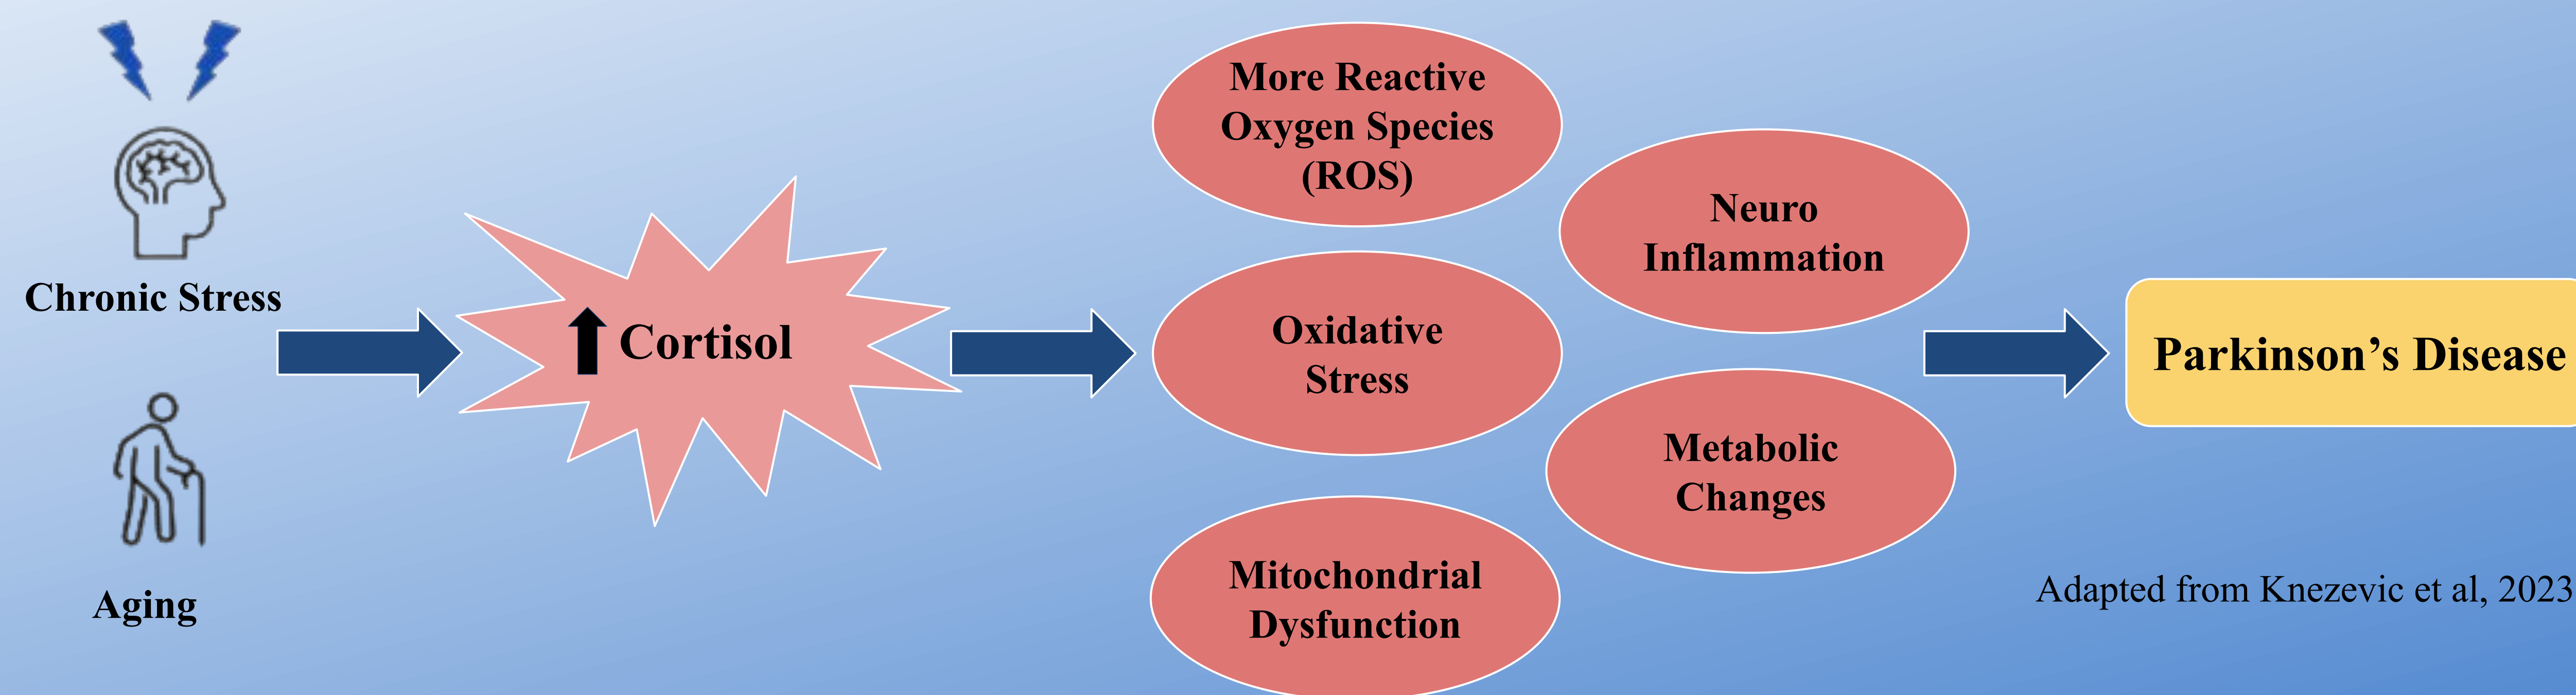 Chronic Stress
Aging
Cortisol
More Reactive
Oxygen Species
(ROS)
Oxidative
Stress
Mitochondrial
Dysfunction
Neuro
Inflammation
Metabolic
Changes
Parkinson’s Disease
Adapted from Knezevic et al, 2023